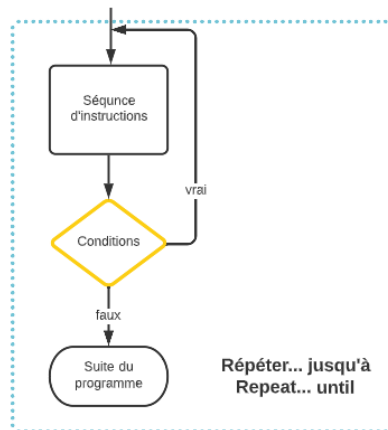 Séqunce
d'instructions
vrai
Conditions
faux
Suite du
programme
Répéter... jusqu'à
Repeat... until